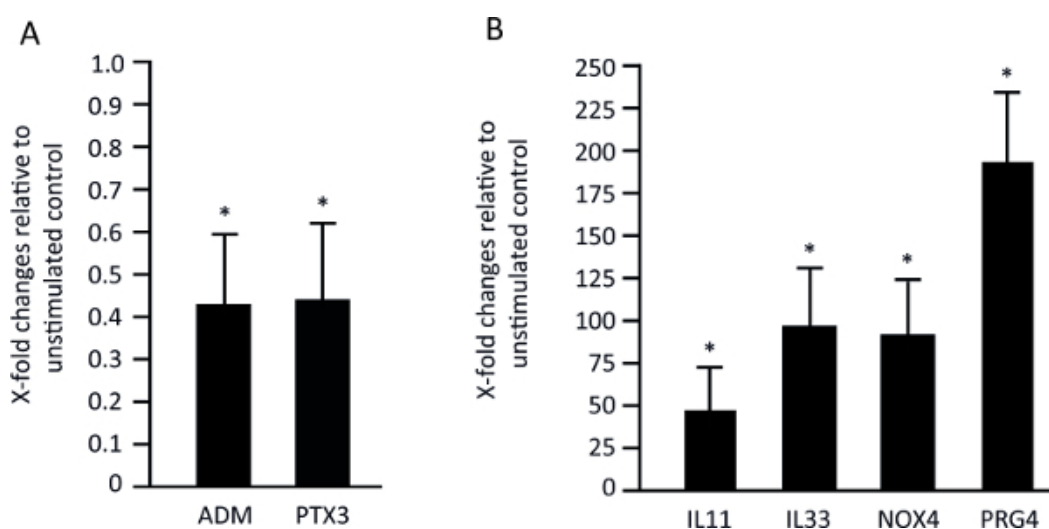 A
X-fold changes relative to
unstimulated control
1.0
0.9
0.8
0.7
0.6
0.5
0.4
0.3
0.2
0.1
0
*
*
ADM
PTX3
B
X-fold changes relative to
unstimulated control
250
225
200
175
150
125
100
75
50
25
0
*
*
*
*
IL11
IL33
NOX4
PRG4